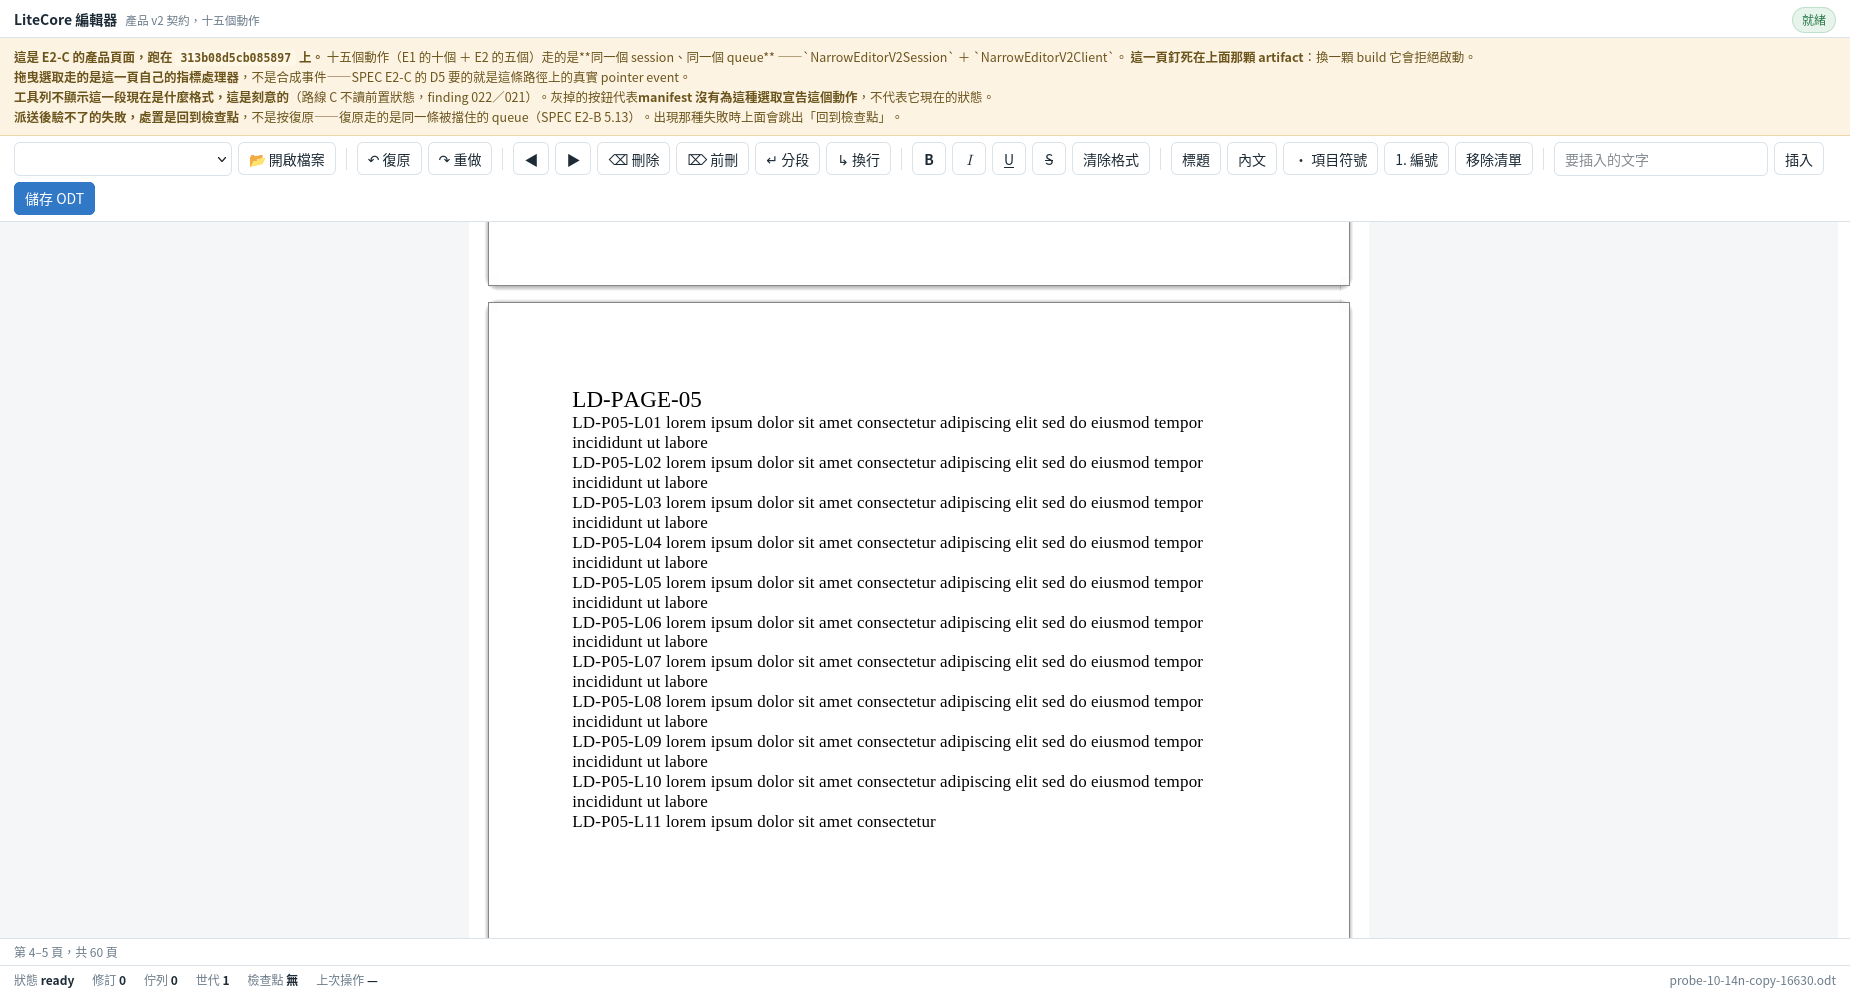 LiteCore 編輯器 產品 v2 契約，十五個動作 就緒
這是 E2-C 的產品頁面，跑在 313b08d5cb085897 上。 十五個動作（E1 的十個 ＋ E2 的五個）走的是**同一個 session、同一個 queue** ——`NarrowEditorV2Session` ＋ `NarrowEditorV2Client`。 這一頁釘死在上面那顆 artifact：換一顆 build 它會拒絕啟動。
拖曳選取走的是這一頁自己的指標處理器，不是合成事件——SPEC E2-C 的 D5 要的就是這條路徑上的真實 pointer event。
工具列不顯示這一段現在是什麼格式，這是刻意的（路線 C 不讀前置狀態，finding 022／021）。灰掉的按鈕代表manifest 沒有為這種選取宣告這個動作，不代表它現在的狀態。
派送後驗不了的失敗，處置是回到檢查點，不是按復原——復原走的是同一條被擋住的 queue（SPEC E2-B 5.13）。出現那種失敗時上面會跳出「回到檢查點」。
📂 開啟檔案 ↶ 復原 ↷ 重做 ◀ ▶ ⌫ 刪除 ⌦ 前刪 ↵ 分段 ↳ 換行 B I U S 清除格式 標題 內文 • 項目符號 1. 編號 移除清單 要插入的文字 插入
儲存 ODT
LD-PAGE-05
LD-P05-L01 lorem ipsum dolor sit amet consectetur adipiscing elit sed do eiusmod tempor
incididunt ut labore
LD-P05-L02 lorem ipsum dolor sit amet consectetur adipiscing elit sed do eiusmod tempor
incididunt ut labore
LD-P05-L03 lorem ipsum dolor sit amet consectetur adipiscing elit sed do eiusmod tempor
incididunt ut labore
LD-P05-L04 lorem ipsum dolor sit amet consectetur adipiscing elit sed do eiusmod tempor
incididunt ut labore
LD-P05-L05 lorem ipsum dolor sit amet consectetur adipiscing elit sed do eiusmod tempor
incididunt ut labore
LD-P05-L06 lorem ipsum dolor sit amet consectetur adipiscing elit sed do eiusmod tempor
incididunt ut labore
LD-P05-L07 lorem ipsum dolor sit amet consectetur adipiscing elit sed do eiusmod tempor
incididunt ut labore
LD-P05-L08 lorem ipsum dolor sit amet consectetur adipiscing elit sed do eiusmod tempor
incididunt ut labore
LD-P05-L09 lorem ipsum dolor sit amet consectetur adipiscing elit sed do eiusmod tempor
incididunt ut labore
LD-P05-L10 lorem ipsum dolor sit amet consectetur adipiscing elit sed do eiusmod tempor
incididunt ut labore
LD-P05-L11 lorem ipsum dolor sit amet consectetur
第 4–5 頁，共 60 頁
狀態 ready 修訂 0 佇列 0 世代 1 檢查點 無 上次操作 — probe-10-14n-copy-16630.odt